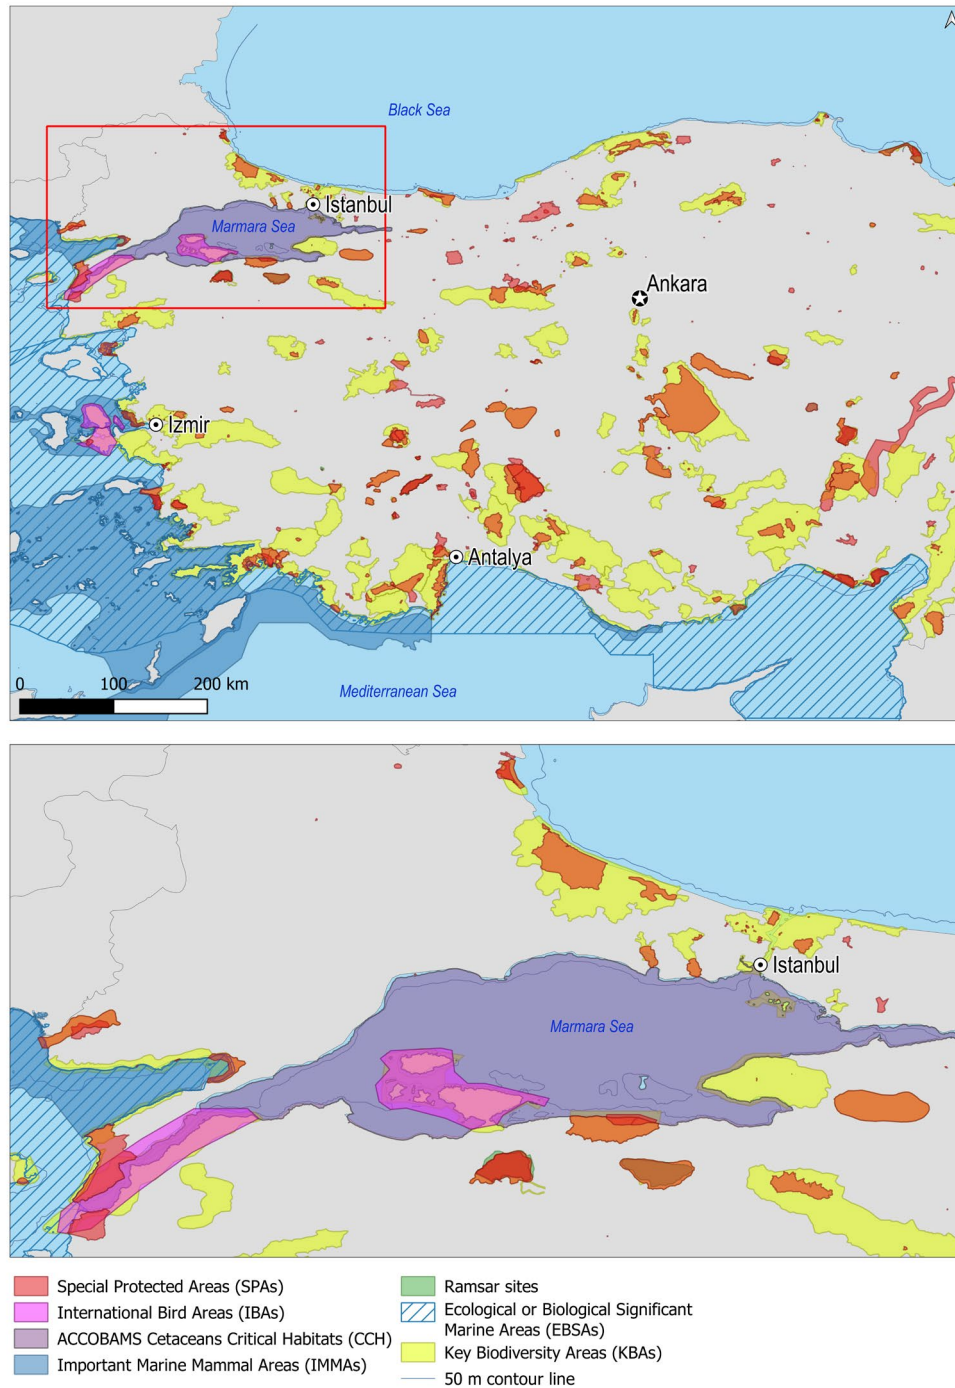 Black Sea
Istanbul
Marmara Sea
Ankara
Izmir
Antalya
0 100 200 km
Mediterranean Sea
Istanbul
Marmara Sea
Special Protected Areas (SPAs)
International Bird Areas (IBAs)
ACCOBAMS Cetaceans Critical Habitats (CCH)
Important Marine Mammal Areas (IMMAs)
Ramsar sites
Ecological or Biological Significant
Marine Areas (EBSAs)
Key Biodiversity Areas (KBAs)
50 m contour line